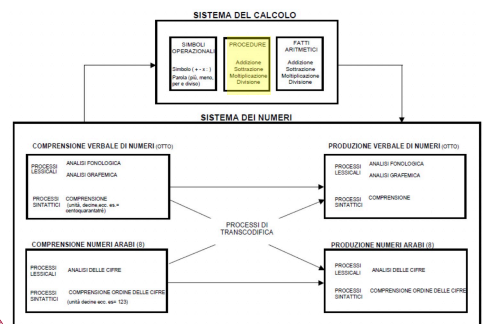 SISTEMA DEL CALCOLO
SIMBOLI
OPERAZIONALI
Simbolo ( + - x : )
Parola (più, meno,
per e diviso)
PROCEDURE
Addizione
Sottrazione
Moltiplicazione
Divisione
FATTI
ARITMETICI
Addizione
Sottrazione
Moltiplicazione
Divisione
SISTEMA DEI NUMERI
COMPRENSIONE VERBALE DI NUMERI (OTTO)
PROCESSI
LESSICALI
ANALISI FONOLOGICA
ANALISI GRAFEMICA
PROCESSI
SINTATTICI
COMPRENSIONE
(unità, decine,ecc. es.=
centoquarantatrè)
PRODUZIONE VERBALE DI NUMERI (OTTO)
PROCESSI
LESSICALI
ANALISI FONOLOGICA
ANALISI GRAFEMICA
PROCESSI
SINTATTICI
COMPRENSIONE
PROCESSI DI
TRANSCODIFICA
COMPRENSIONE NUMERI ARABI (8)
PROCESSI
LESSICALI
ANALISI DELLE CIFRE
PROCESSI
SINTATTICI
COMPRENSIONE ORDINE DELLE CIFRE
(unità decine ecc. es= 123)
PRODUZIONE NUMERI ARABI (8)
PROCESSI
LESSICALI
ANALISI DELLE CIFRE
PROCESSI
SINTATTICI
COMPRENSIONE ORDINE DELLE CIFRE